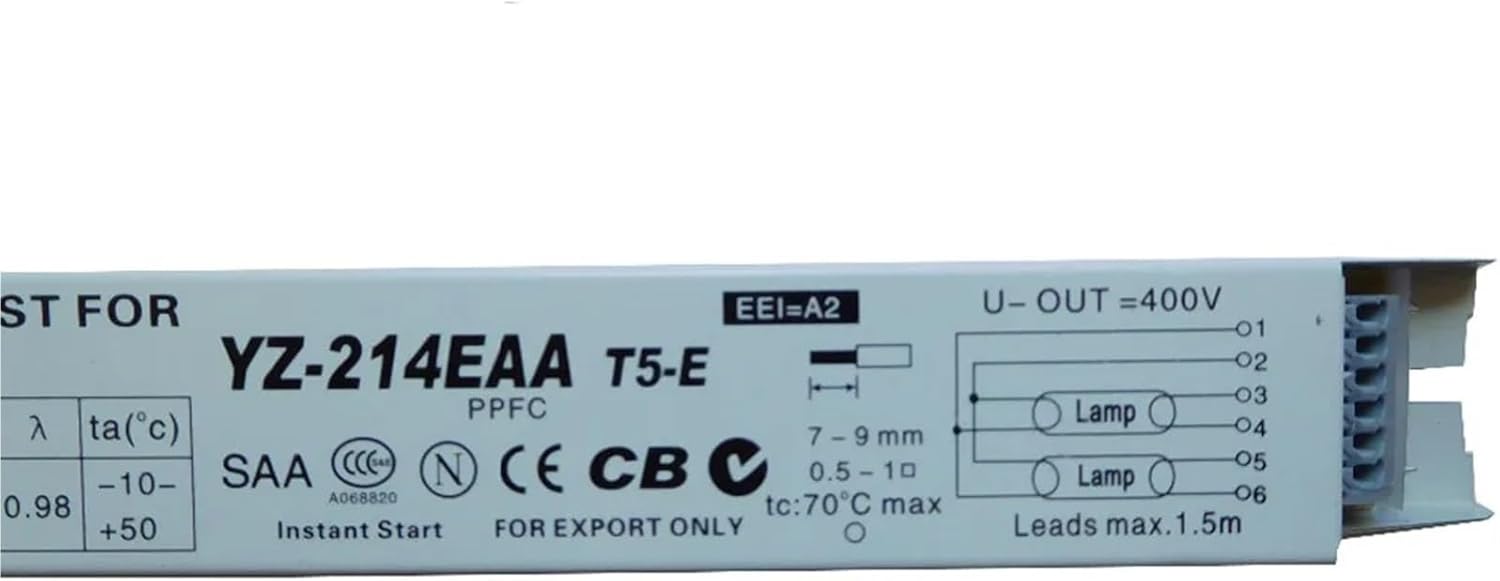 ST FOR
λ ta(°c)
0.98 -10-
+50
YZ-214EAA T5-E
PPFC
SAA CCC S&E N CE CB
A068820
Instant Start FOR EXPORT ONLY
EEI=A2
7-9mm
0.5-1□
tc:70°C max
U- OUT =400V
1
2
3
Lamp
4
5
Lamp
6
Leads max.1.5m